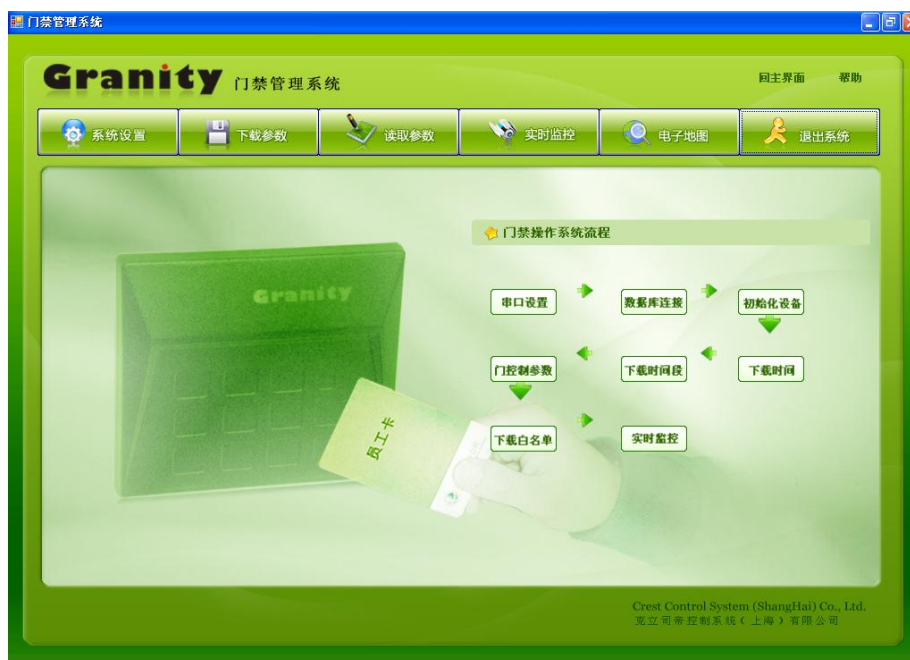 门禁管理系统
Granity 门禁管理系统
回主界面 帮助
系统设置 下载参数 读取参数 实时监控 电子地图 退出系统
门禁操作系统流程
Granity
串口设置 数据库连接 初始化设备
门控制参数 下载时间段 下载时间
员工卡
下载白名单 实时监控
Crest Control System (ShangHai) Co., Ltd.
克立司帝控制系统(上海)有限公司